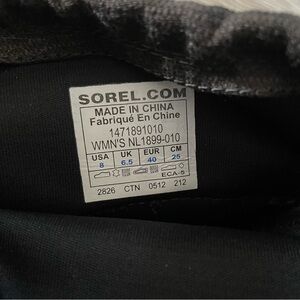 SOREL.COM
MADE IN CHINA
Fabriqué En Chine
1471891010
WMN'S NL1899-010
USA UK EUR CM
8 6.5 40 25
ECA-5
2826 CTN 0512 212